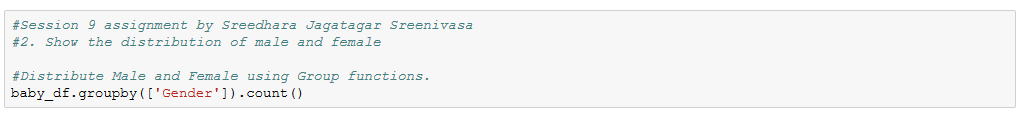 #Session 9 assignment by Sreedhara Jagatagar Sreenivasa
#2. Show the distribution of male and female
#Distribute Male and Female using Group functions.
baby_df.groupby(['Gender']).count()